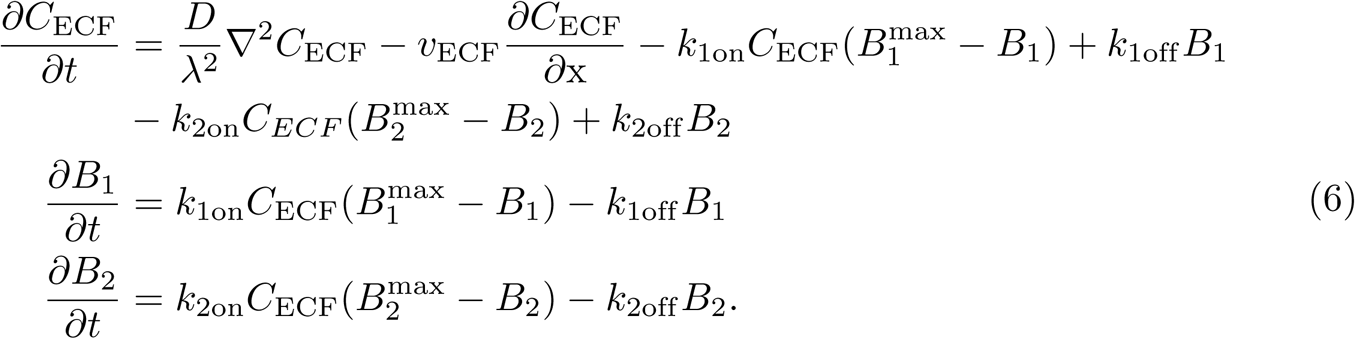 ∂C_ECF/∂t = D/λ² ∇²C_ECF − v_ECF ∂C_ECF/∂x − k_1on C_ECF(B_1^max − B_1) + k_1off B_1
− k_2on C_ECF(B_2^max − B_2) + k_2off B_2
∂B_1/∂t = k_1on C_ECF(B_1^max − B_1) − k_1off B_1 (6)
∂B_2/∂t = k_2on C_ECF(B_2^max − B_2) − k_2off B_2.